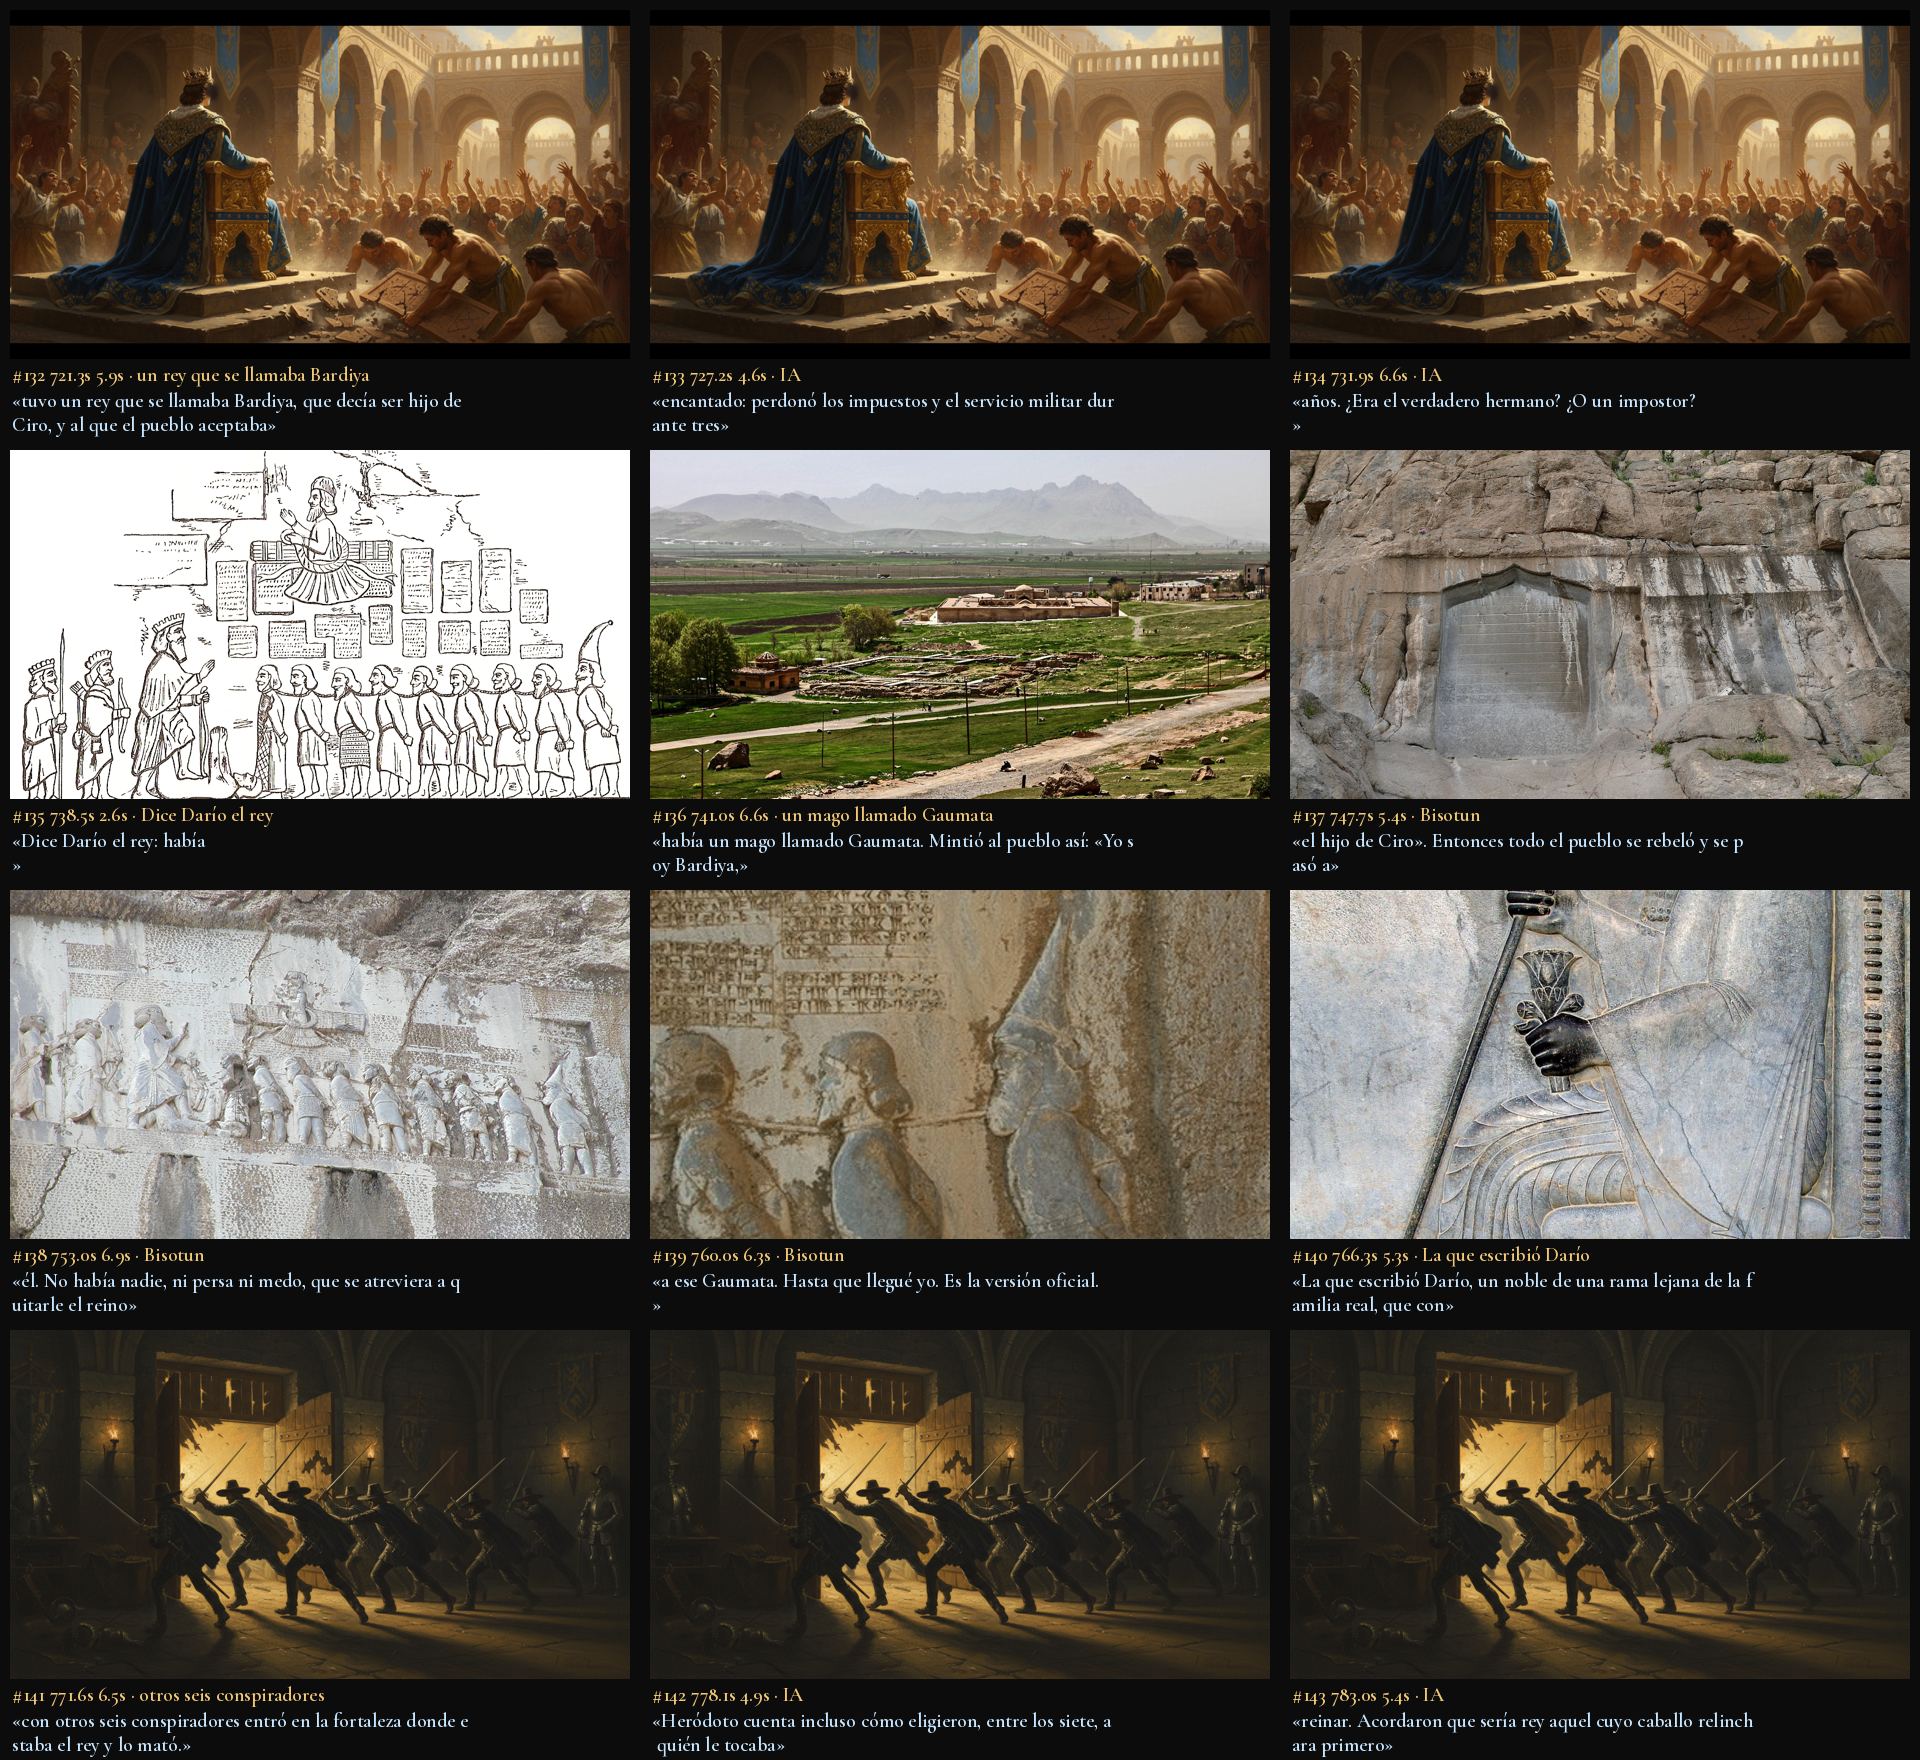 #132 721.3s 5.9s · un rey que se llamaba Bardiya
«tuvo un rey que se llamaba Bardiya, que decía ser hijo de
Ciro, y al que el pueblo aceptaba»
#133 727.2s 4.6s · IA
«encantado: perdonó los impuestos y el servicio militar dur
ante tres»
#134 731.9s 6.6s · IA
«años. ¿Era el verdadero hermano? ¿O un impostor?
»
#135 738.5s 2.6s · Dice Darío el rey
«Dice Darío el rey: había
»
#136 741.0s 6.6s · un mago llamado Gaumata
«había un mago llamado Gaumata. Mintió al pueblo así: «Yo s
oy Bardiya,»
#137 747.7s 5.4s · Bisotun
«el hijo de Ciro». Entonces todo el pueblo se rebeló y se p
asó a»
#138 753.0s 6.9s · Bisotun
«él. No había nadie, ni persa ni medo, que se atreviera a q
uitarle el reino»
#139 760.0s 6.3s · Bisotun
«a ese Gaumata. Hasta que llegué yo. Es la versión oficial.
»
#140 766.3s 5.3s · La que escribió Darío
«La que escribió Darío, un noble de una rama lejana de la f
amilia real, que con»
#141 771.6s 6.5s · otros seis conspiradores
«con otros seis conspiradores entró en la fortaleza donde e
staba el rey y lo mató.»
#142 778.1s 4.9s · IA
«Heródoto cuenta incluso cómo eligieron, entre los siete, a
quién le tocaba»
#143 783.0s 5.4s · IA
«reinar. Acordaron que sería rey aquel cuyo caballo relinch
ara primero»